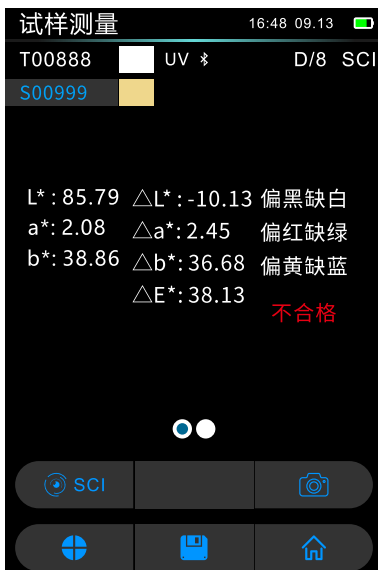 试样测量 16:48 09.13
T00888 UV D/8 SCI
S00999
L*: 85.79 △L*: -10.13 偏黑缺白
a*: 2.08 △a*: 2.45 偏红缺绿
b*: 38.86 △b*: 36.68 偏黄缺蓝
△E*: 38.13
不合格
SCI